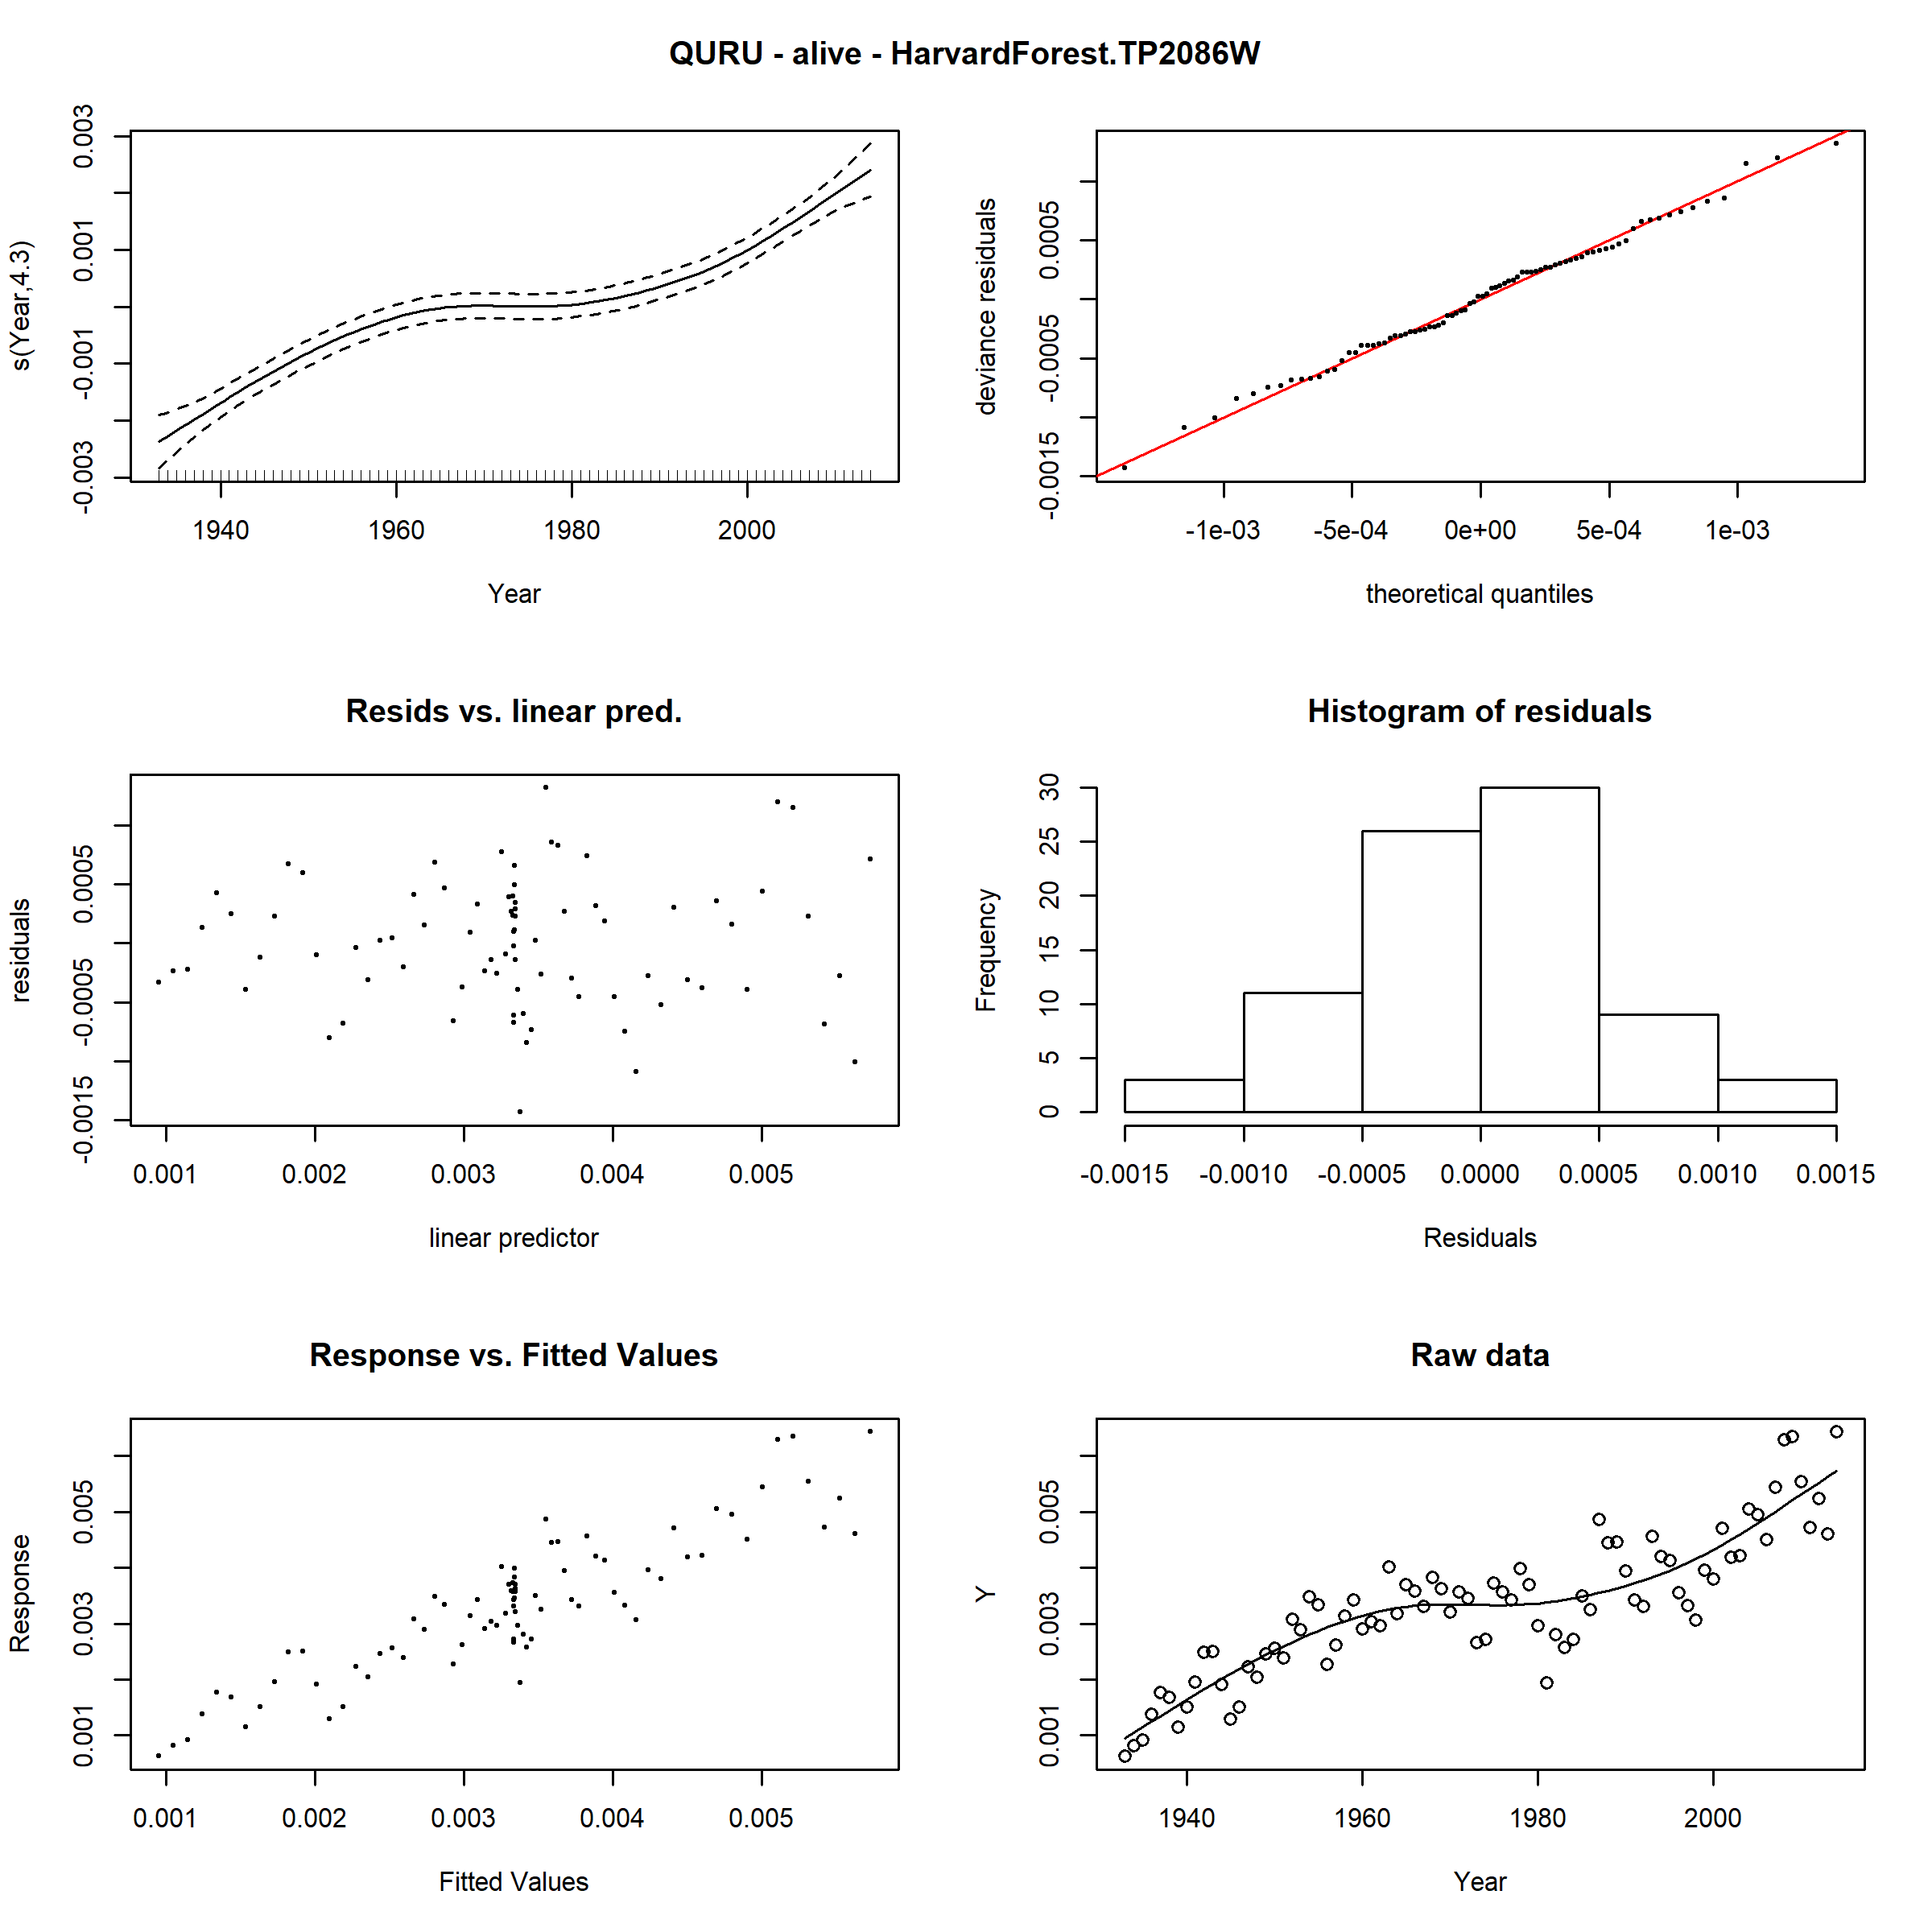 QURU - alive - HarvardForest.TP2086W
s(Year,4.3)
0.003
0.001
-0.001
-0.003
1940 1960 1980 2000
Year
deviance residuals
0.0005
-0.0005
-0.0015
-1e-03 -5e-04 0e+00 5e-04 1e-03
theoretical quantiles
Resids vs. linear pred.
residuals
0.0005
-0.0005
-0.0015
0.001 0.002 0.003 0.004 0.005
linear predictor
Histogram of residuals
Frequency
30
25
20
15
10
5
0
-0.0015 -0.0010 -0.0005 0.0000 0.0005 0.0010 0.0015
Residuals
Response vs. Fitted Values
Response
0.005
0.003
0.001
0.001 0.002 0.003 0.004 0.005
Fitted Values
Raw data
Y
0.005
0.003
0.001
1940 1960 1980 2000
Year